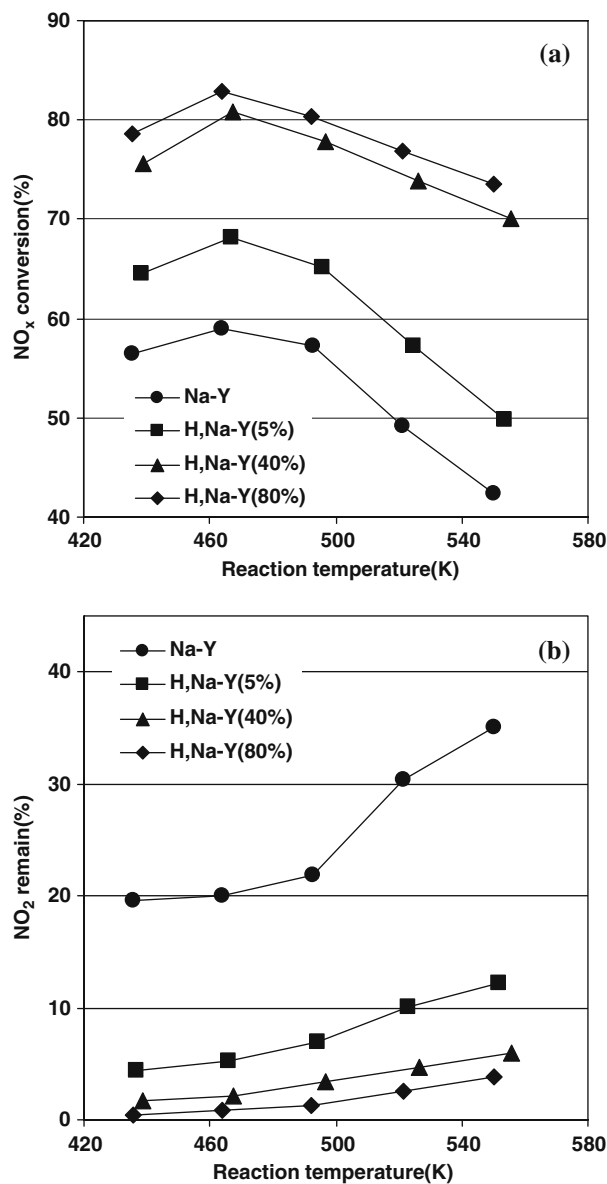 (a)
90
80
70
60
50
40
NOx conversion(%)
Na-Y
H,Na-Y(5%)
H,Na-Y(40%)
H,Na-Y(80%)
420 460 500 540 580
Reaction temperature(K)
(b)
40
30
20
10
0
NO2 remain(%)
Na-Y
H,Na-Y(5%)
H,Na-Y(40%)
H,Na-Y(80%)
420 460 500 540 580
Reaction temperature(K)